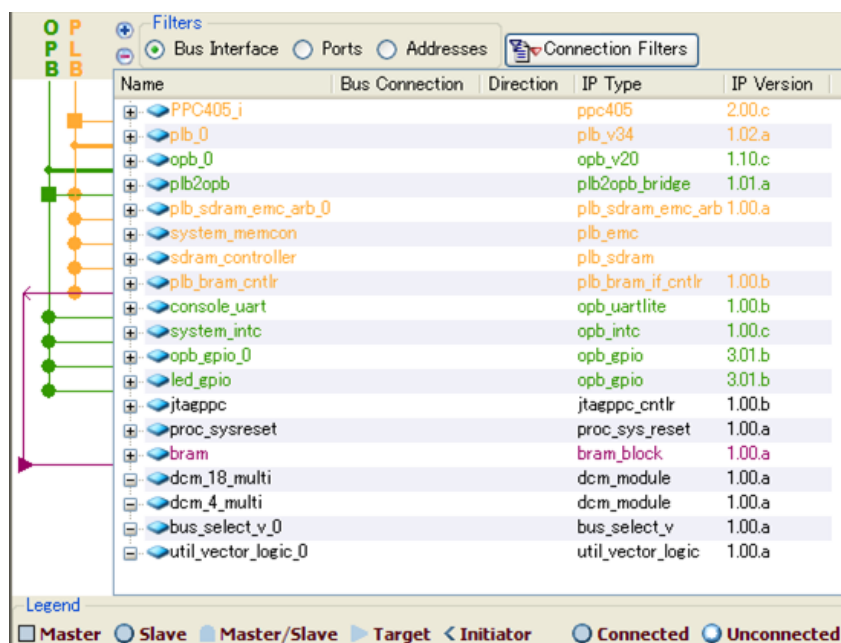 O P
P L
B B
Filters
Bus Interface Ports Addresses Connection Filters
Name Bus Connection Direction IP Type IP Version
PPC405_i ppc405 2.00.c
plb_0 plb_v34 1.02.a
opb_0 opb_v20 1.10.c
plb2opb plb2opb_bridge 1.01.a
plb_sdram_emc_arb_0 plb_sdram_emc_arb 1.00.a
system_memcon plb_emc
sdram_controller plb_sdram
plb_bram_cntlr plb_bram_if_cntlr 1.00.b
console_uart opb_uartlite 1.00.b
system_intc opb_intc 1.00.c
opb_gpio_0 opb_gpio 3.01.b
led_gpio opb_gpio 3.01.b
jtagppc jtagppc_cntlr 1.00.b
proc_sysreset proc_sys_reset 1.00.a
bram bram_block 1.00.a
dcm_18_multi dcm_module 1.00.a
dcm_4_multi dcm_module 1.00.a
bus_select_v_0 bus_select_v 1.00.a
util_vector_logic_0 util_vector_logic 1.00.a
Legend
Master Slave Master/Slave Target Initiator Connected Unconnected